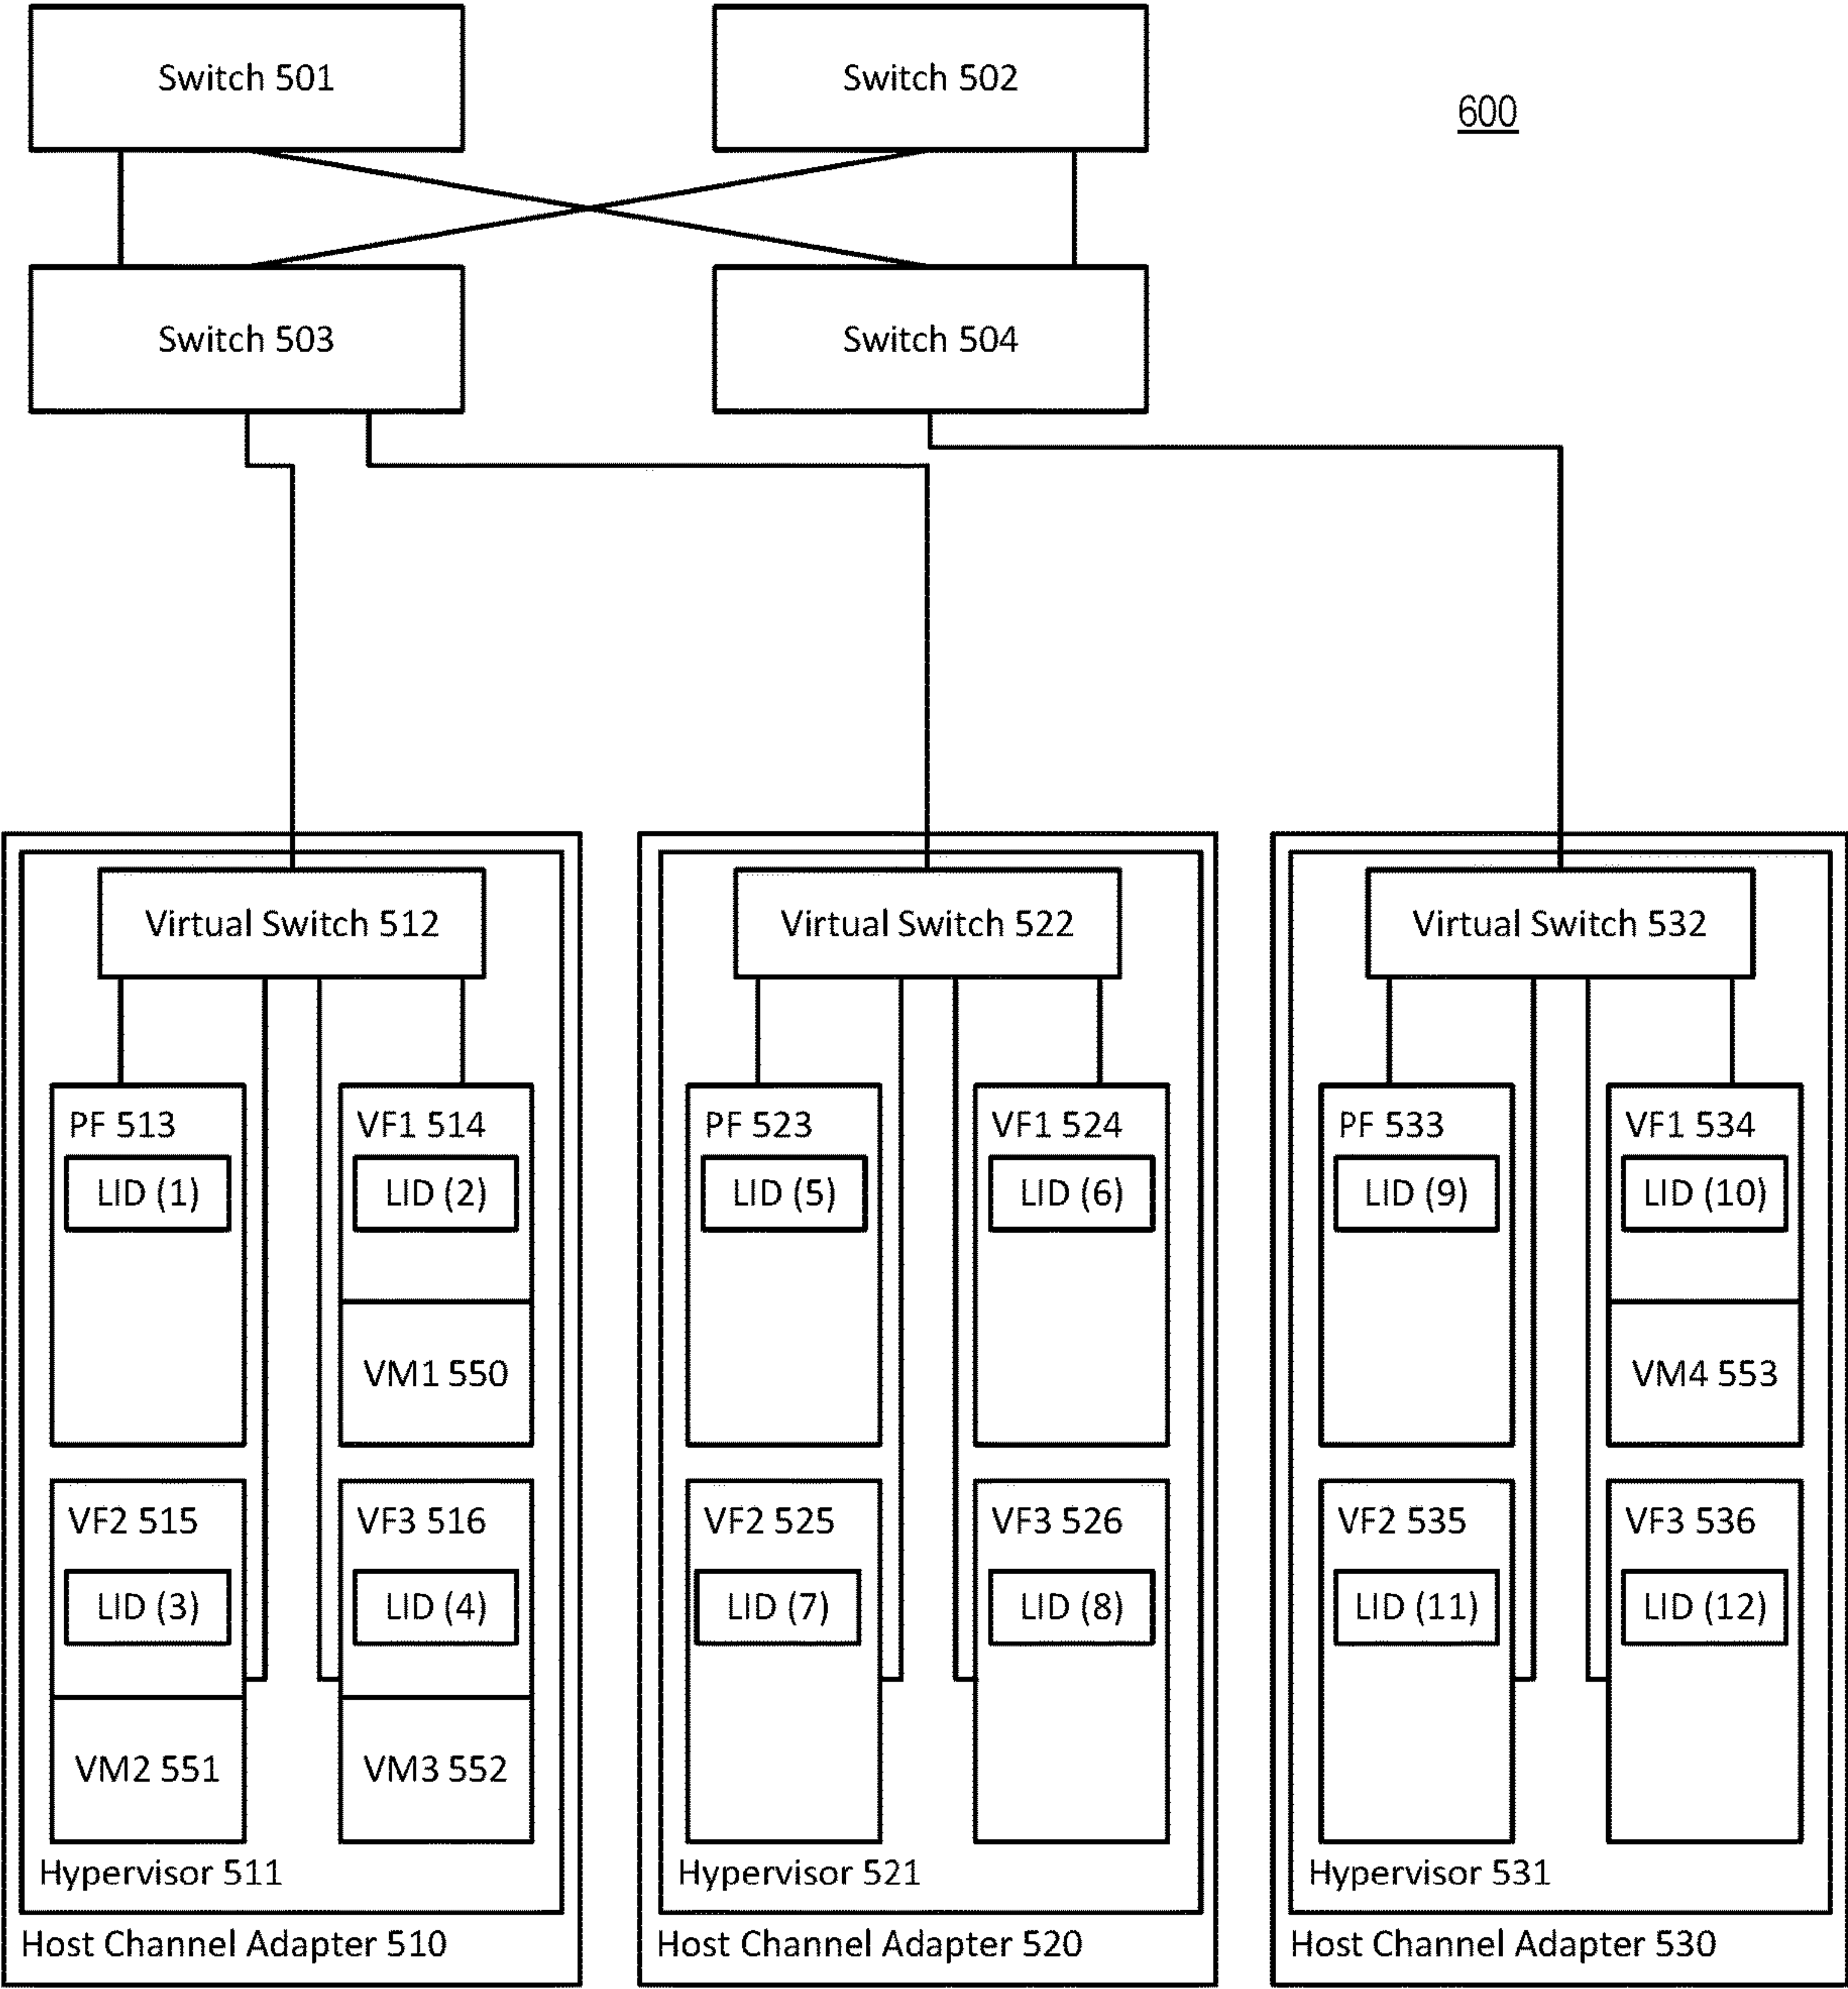 Switch 501
Switch 502
600
Switch 503
Switch 504
Virtual Switch 512
Virtual Switch 522
Virtual Switch 532
PF 513
LID (1)
VF1 514
LID (2)
VM1 550
VF2 515
LID (3)
VM2 551
VF3 516
LID (4)
VM3 552
Hypervisor 511
Host Channel Adapter 510
PF 523
LID (5)
VF1 524
LID (6)
VF2 525
LID (7)
VF3 526
LID (8)
Hypervisor 521
Host Channel Adapter 520
PF 533
LID (9)
VF1 534
LID (10)
VM4 553
VF2 535
LID (11)
VF3 536
LID (12)
Hypervisor 531
Host Channel Adapter 530